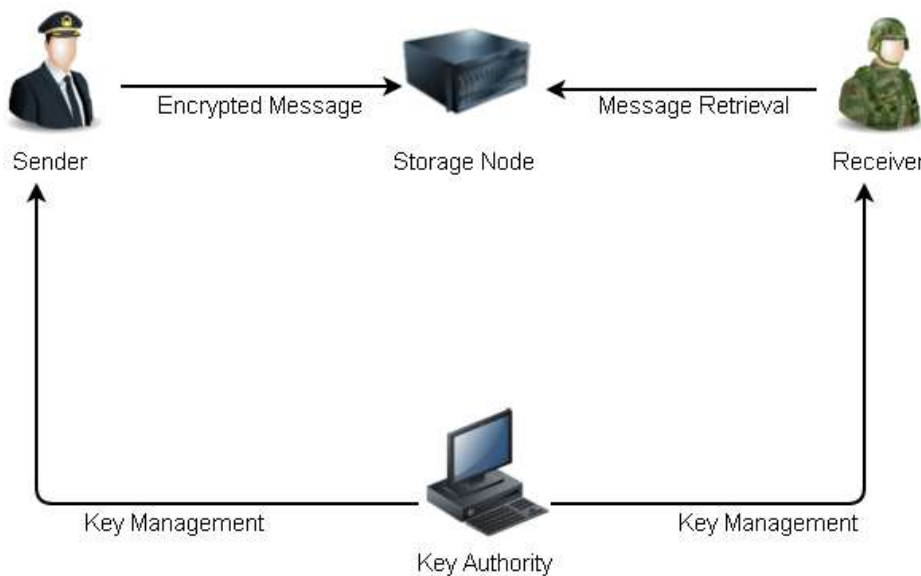 Encrypted Message
Message Retrieval
Sender
Storage Node
Receiver
Key Management
Key Management
Key Authority